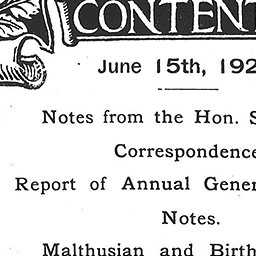 CONTENT
June 15th, 192
Notes from the Hon. S
Correspondence
Report of Annual Gener
Notes.
Malthusian and Birth